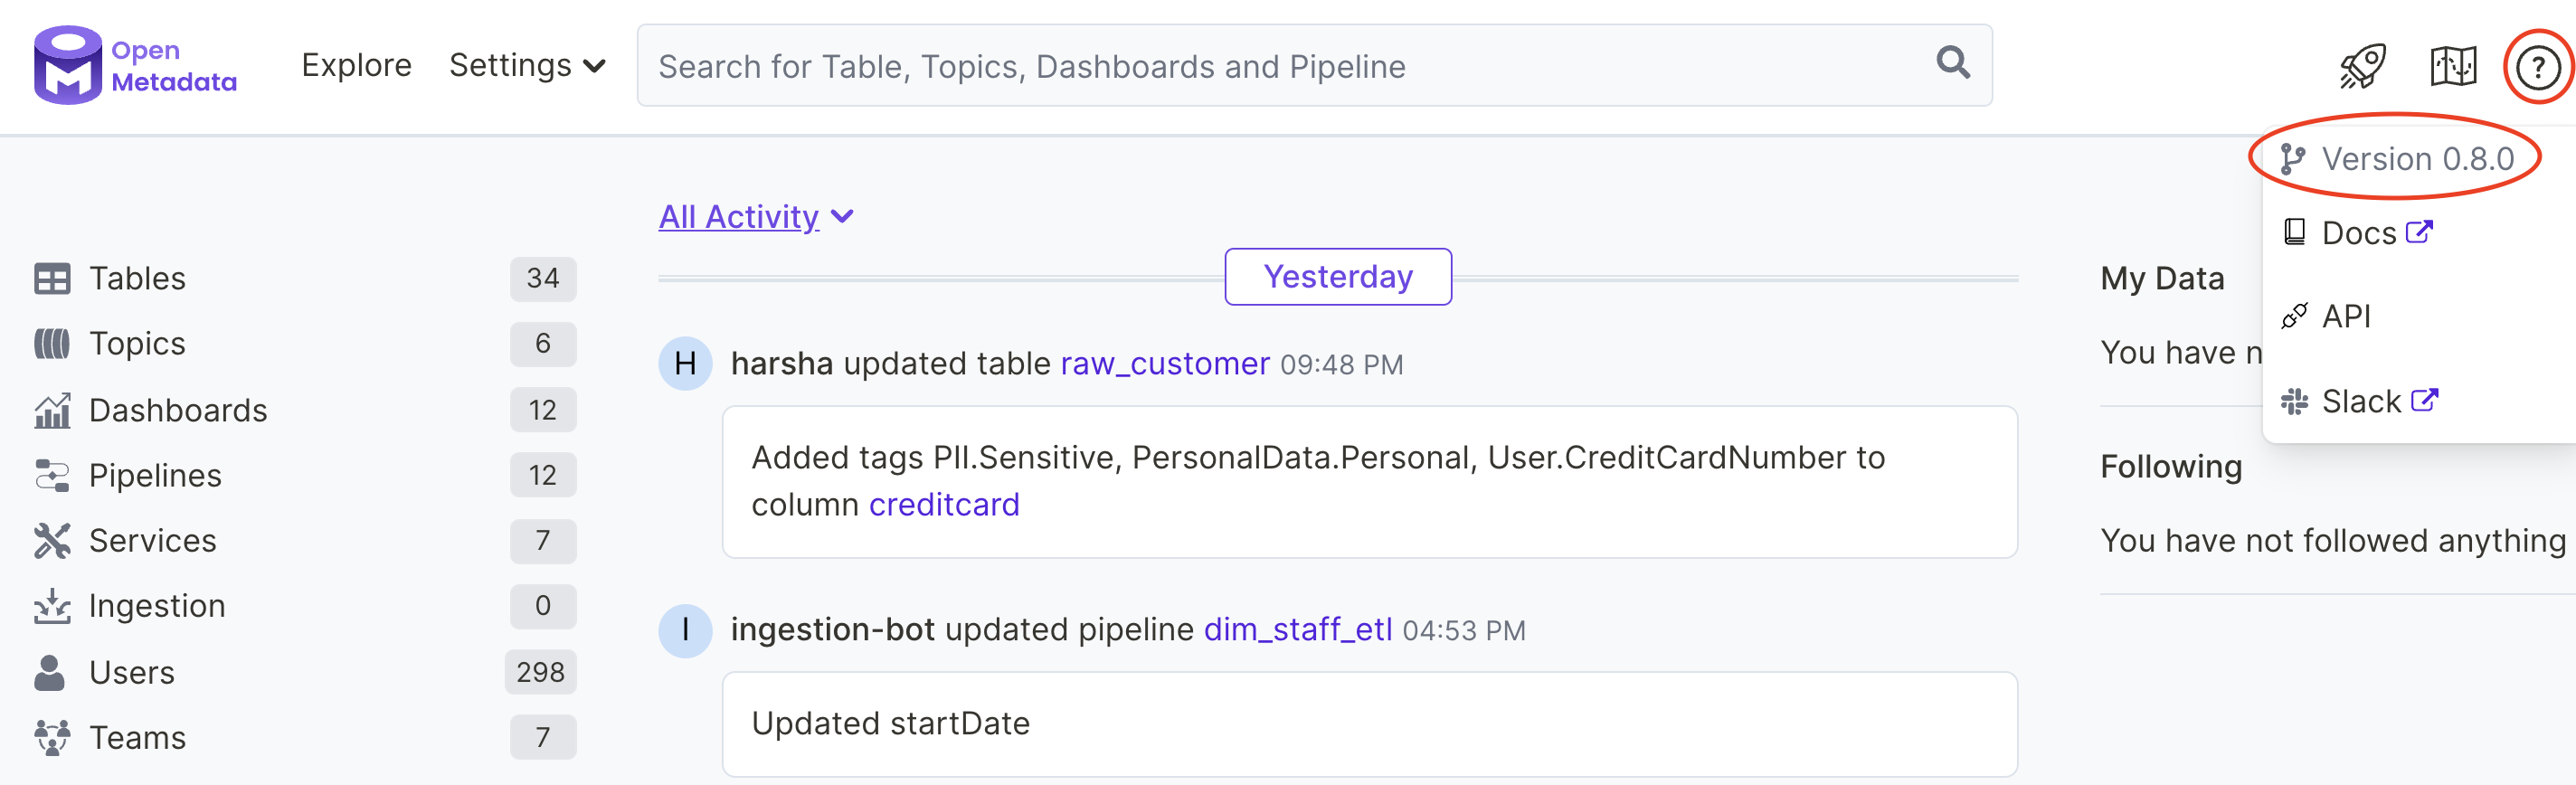 Open
Metadata
Explore
Settings
Search for Table, Topics, Dashboards and Pipeline
?
Version 0.8.0
Docs
API
Slack
Tables 34
Topics 6
Dashboards 12
Pipelines 12
Services 7
Ingestion 0
Users 298
Teams 7
All Activity
Yesterday
H harsha updated table raw_customer 09:48 PM
Added tags PII.Sensitive, PersonalData.Personal, User.CreditCardNumber to
column creditcard
I ingestion-bot updated pipeline dim_staff_etl 04:53 PM
Updated startDate
My Data
You have n
Following
You have not followed anything